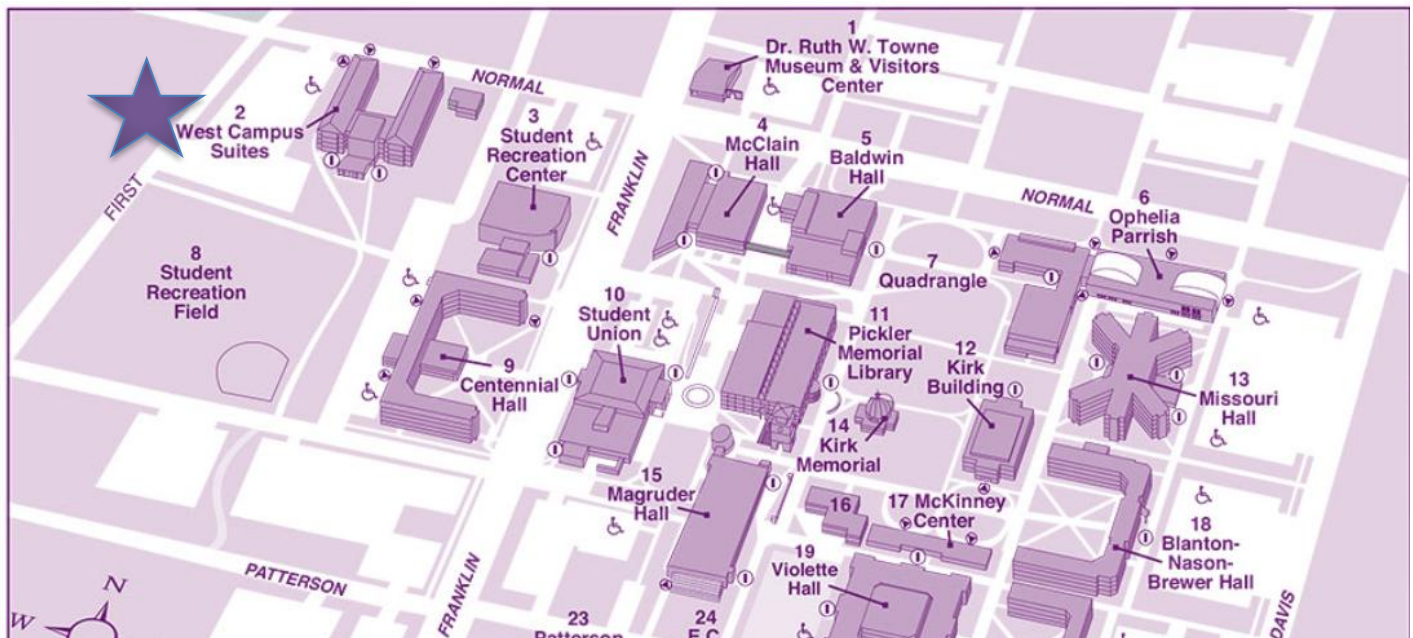 1
Dr. Ruth W. Towne
Museum & Visitors
Center
NORMAL
2
West Campus
Suites
3
Student
Recreation
Center
4
McClain
Hall
5
Baldwin
Hall
FRANKLIN
FIRST
NORMAL
6
Ophelia
Parrish
7
Quadrangle
8
Student
Recreation
Field
9
Centennial
Hall
10
Student
Union
11
Pickler
Memorial
Library
12
Kirk
Building
13
Missouri
Hall
14
Kirk
Memorial
15
Magruder
Hall
16
17 McKinney
Center
18
Blanton-
Nason-
Brewer Hall
19
Violette
Hall
PATTERSON
FRANKLIN
DAVIS
N
W
23
Patterson
24
E.C.